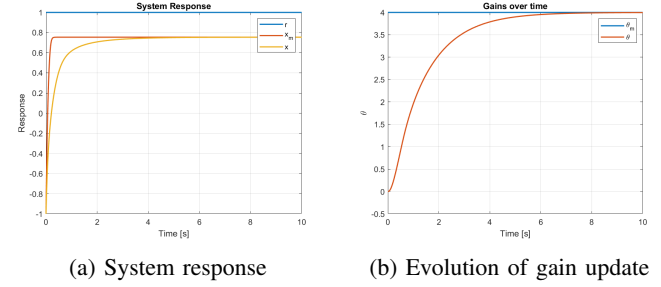 System Response
1
0.8
0.6
0.4
0.2
0
-0.2
-0.4
-0.6
-0.8
-1
Response
0 2 4 6 8 10
Time [s]
r
x_m
x
(a) System response
Gains over time
4
3.5
3
2.5
2
1.5
1
0.5
0
-0.5
θ
0 2 4 6 8 10
Time [s]
θ_m
θ
(b) Evolution of gain update